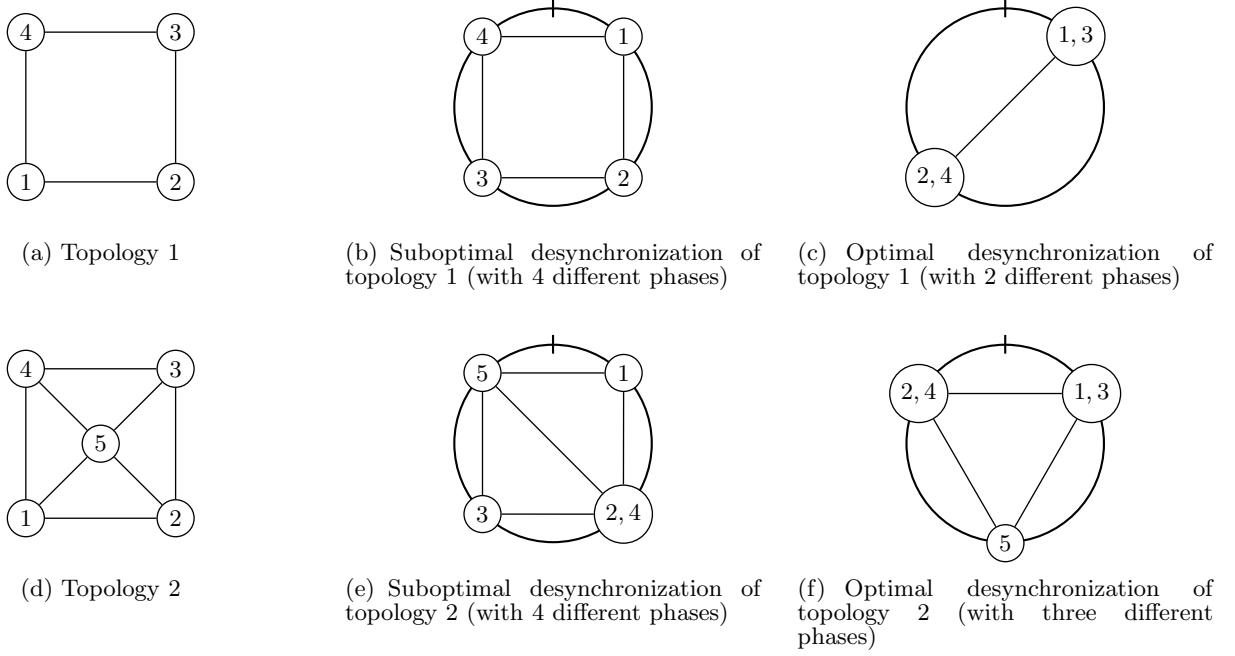 4 3
1 2
(a) Topology 1
4 1
3 2
(b) Suboptimal desynchronization of
topology 1 (with 4 different phases)
1, 3
2, 4
(c) Optimal desynchronization of
topology 1 (with 2 different phases)
4 3
5
1 2
(d) Topology 2
5 1
3 2, 4
(e) Suboptimal desynchronization of
topology 2 (with 4 different phases)
2, 4 1, 3
5
(f) Optimal desynchronization of
topology 2 (with three different
phases)